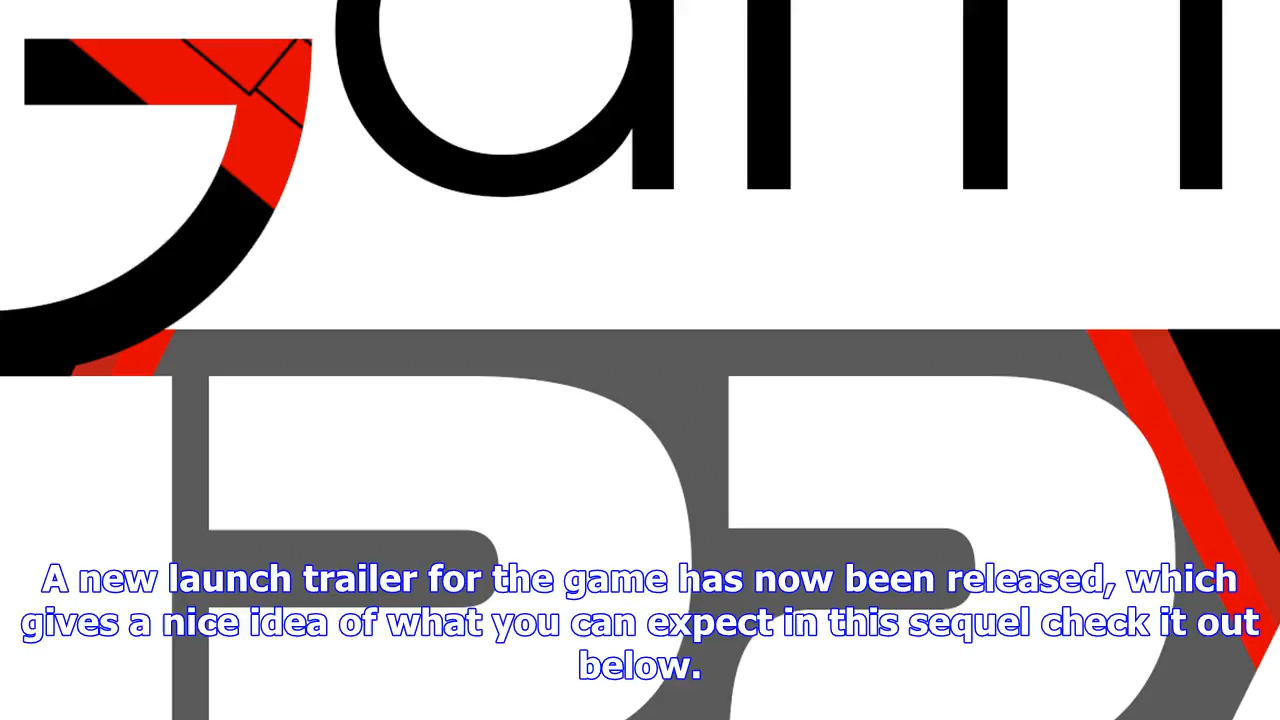 A new launch trailer for the game has now been released, which
gives a nice idea of what you can expect in this sequel check it out
below.